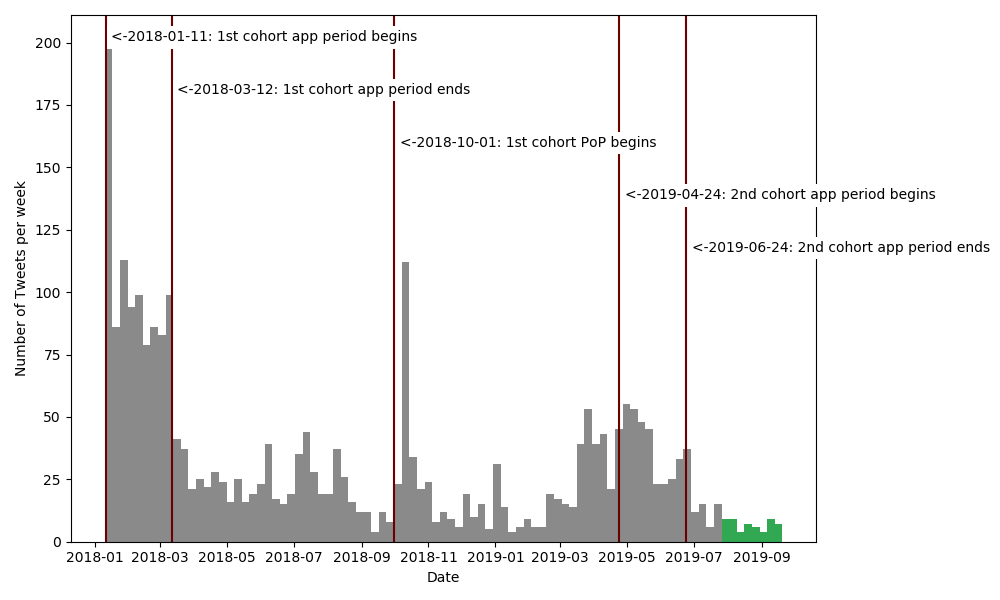 200
175
150
125
100
75
50
25
0
Number of Tweets per week
<-2018-01-11: 1st cohort app period begins
<-2018-03-12: 1st cohort app period ends
<-2018-10-01: 1st cohort PoP begins
<-2019-04-24: 2nd cohort app period begins
<-2019-06-24: 2nd cohort app period ends
2018-01 2018-03 2018-05 2018-07 2018-09 2018-11 2019-01 2019-03 2019-05 2019-07 2019-09
Date